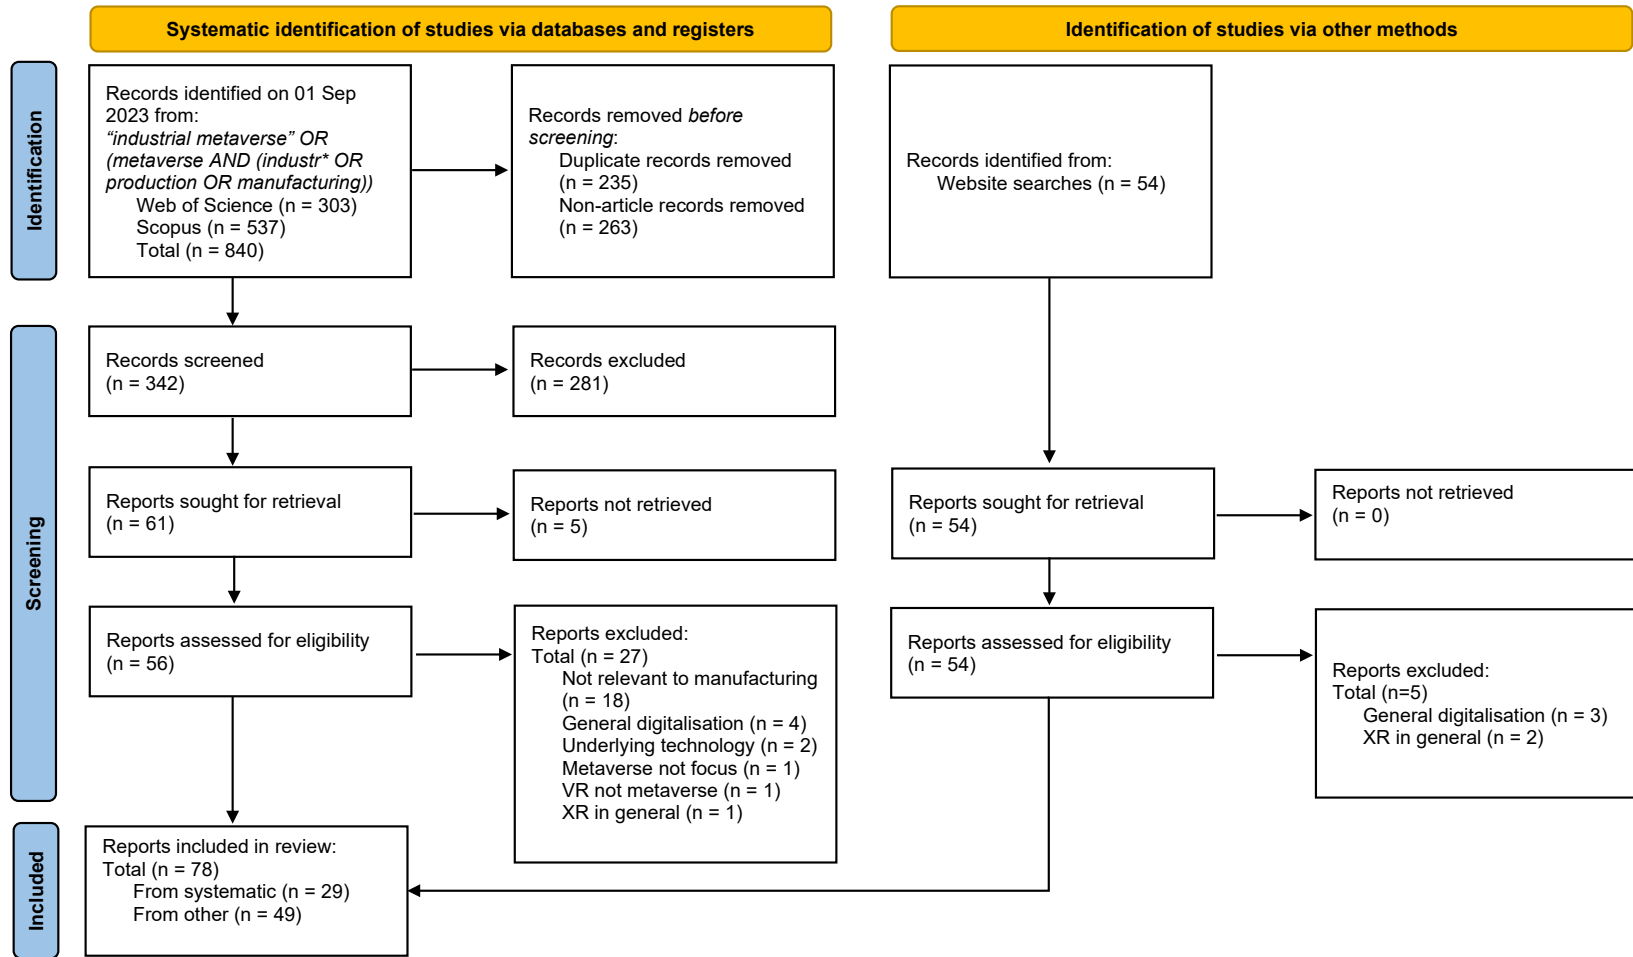 Systematic identification of studies via databases and registers
Identification of studies via other methods
Identification
Records identified on 01 Sep
2023 from:
“industrial metaverse” OR
(metaverse AND (industr* OR
production OR manufacturing))
Web of Science (n = 303)
Scopus (n = 537)
Total (n = 840)
Records removed before
screening:
Duplicate records removed
(n = 235)
Non-article records removed
(n = 263)
Records identified from:
Website searches (n = 54)
Screening
Records screened
(n = 342)
Records excluded
(n = 281)
Reports sought for retrieval
(n = 61)
Reports not retrieved
(n = 5)
Reports sought for retrieval
(n = 54)
Reports not retrieved
(n = 0)
Reports assessed for eligibility
(n = 56)
Reports excluded:
Total (n = 27)
Not relevant to manufacturing
(n = 18)
General digitalisation (n = 4)
Underlying technology (n = 2)
Metaverse not focus (n = 1)
VR not metaverse (n = 1)
XR in general (n = 1)
Reports assessed for eligibility
(n = 54)
Reports excluded:
Total (n=5)
General digitalisation (n = 3)
XR in general (n = 2)
Included
Reports included in review:
Total (n = 78)
From systematic (n = 29)
From other (n = 49)